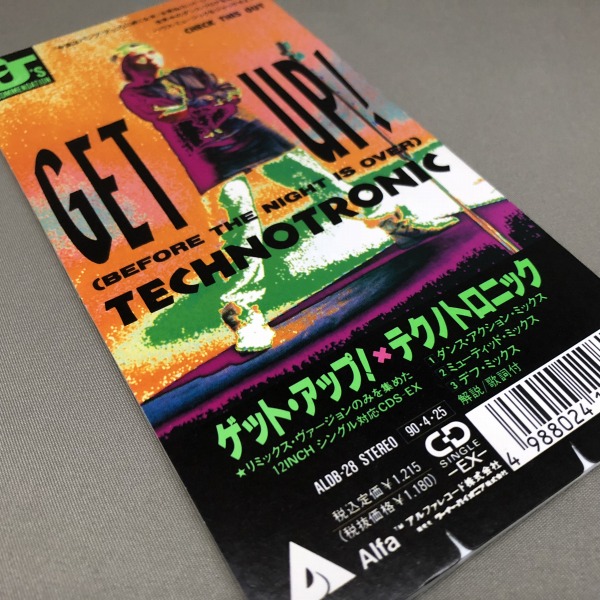 CHECK THIS OUT
J's
RECOMMENDATION
GET UP!
(BEFORE THE NIGHT IS OVER)
TECHNOTRONIC
ゲット・アップ!×テクノトロニック
★リミックス・ヴァージョンのみを集めた
12INCH シングル対応CDS-EX
1 ダンス・アクション・ミックス
2 ミューティッド・ミックス
3 デフ・ミックス
解説/歌詞付
ALDB-28 STEREO 90・4・25
税込定価¥1,215
(税抜価格¥1,180)
CD
SINGLE
-EX-
4 988024
Alfa
アルファレコード株式会社